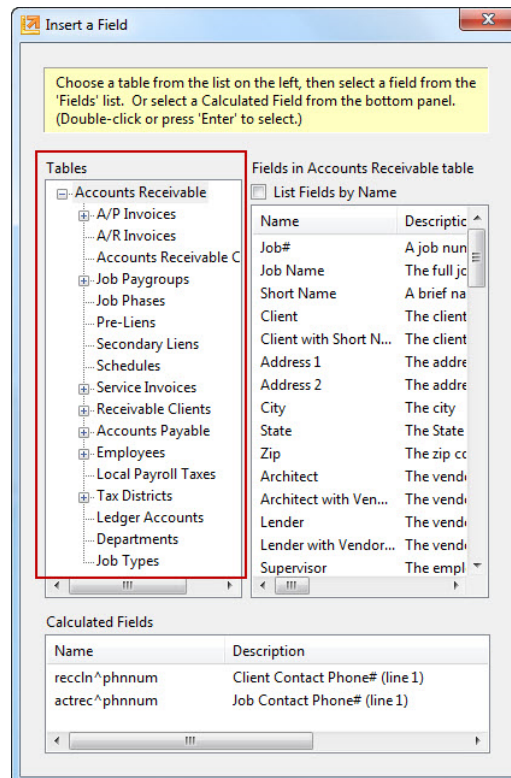 Insert a Field
Choose a table from the list on the left, then select a field from the
'Fields' list. Or select a Calculated Field from the bottom panel.
(Double-click or press 'Enter' to select.)
Tables
Accounts Receivable
A/P Invoices
A/R Invoices
Accounts Receivable C
Job Paygroups
Job Phases
Pre-Liens
Secondary Liens
Schedules
Service Invoices
Receivable Clients
Accounts Payable
Employees
Local Payroll Taxes
Tax Districts
Ledger Accounts
Departments
Job Types
Fields in Accounts Receivable table
List Fields by Name
Name Descriptic
Job# A job nun
Job Name The full jc
Short Name A brief na
Client The client
Client with Short N... The client
Address 1 The addre
Address 2 The addre
City The city
State The State
Zip The zip cc
Architect The vend
Architect with Ven... The vend
Lender The vend
Lender with Vendor... The vend
Supervisor The empl
Calculated Fields
Name Description
reccln^phnnum Client Contact Phone# (line 1)
actrec^phnnum Job Contact Phone# (line 1)